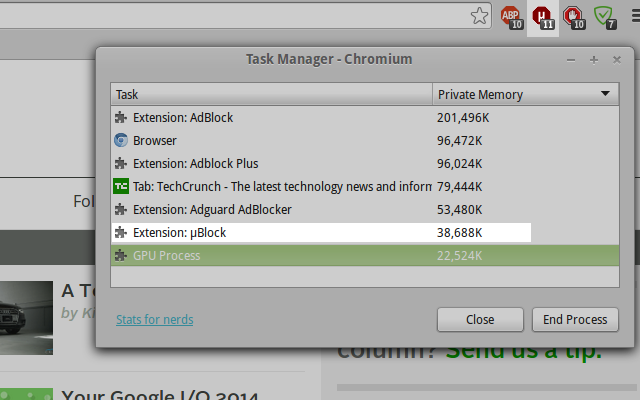 ABP
10
µ
11
10
7
Task Manager - Chromium
Task Private Memory
Extension: AdBlock 201,496K
Browser 96,472K
Extension: Adblock Plus 96,024K
TC Tab: TechCrunch - The latest technology news and inform 79,444K
Extension: Adguard AdBlocker 53,480K
Extension: µBlock 38,688K
GPU Process 22,524K
Stats for nerds Close End Process
Fol
A Te
by Ki
column? Send us a tip.
Your Google I/O 2014